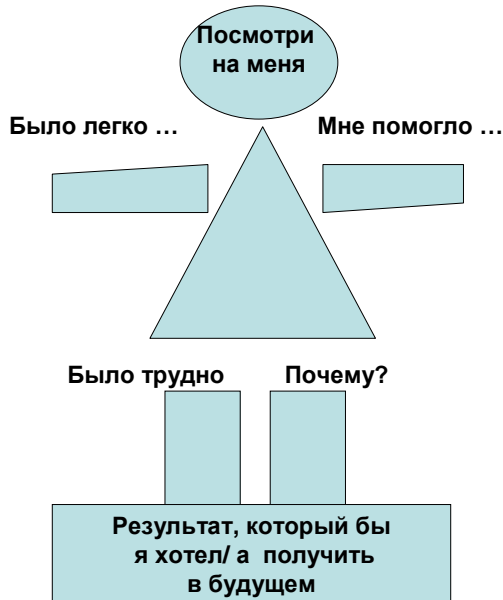 Посмотри
на меня
Было легко …
Мне помогло …
Было трудно
Почему?
Результат, который бы
я хотел/ а получить
в будущем